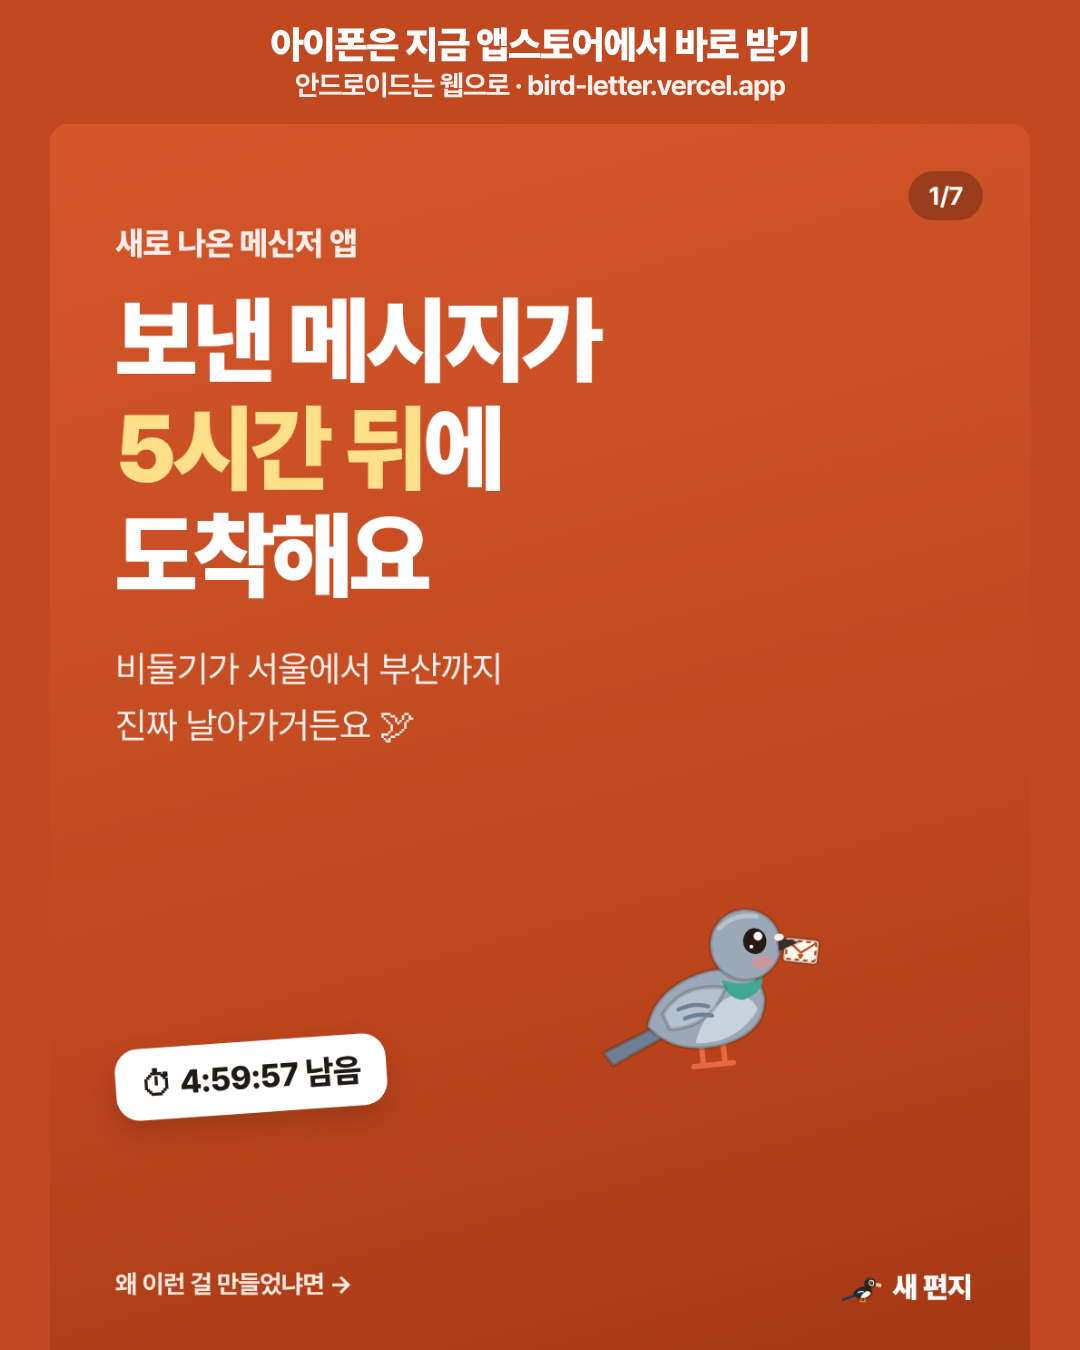 아이폰은 지금 앱스토어에서 바로 받기
안드로이드는 웹으로 · bird-letter.vercel.app
1/7
새로 나온 메신저 앱
보낸 메시지가
5시간 뒤에
도착해요
비둘기가 서울에서 부산까지
진짜 날아가거든요 🕊
⏱ 4:59:57 남음
왜 이런 걸 만들었냐면 →
새 편지